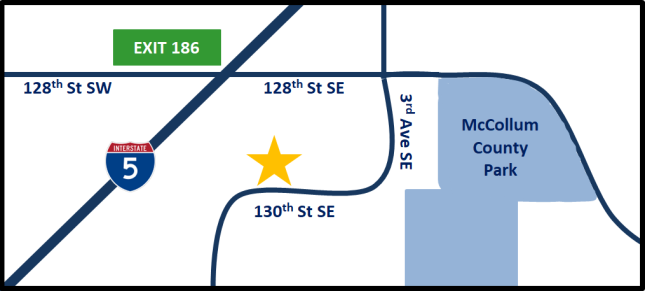 EXIT 186
128th St SW
128th St SE
3rd Ave SE
McCollum
County
Park
INTERSTATE
5
130th St SE